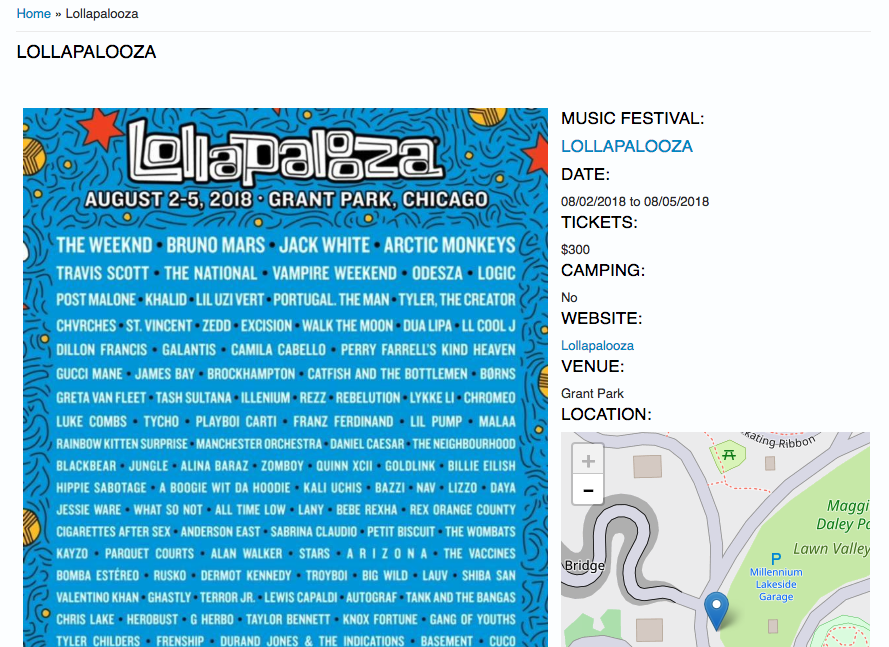 Home » Lollapalooza
LOLLAPALOOZA
Lollapalooza
AUGUST 2-5, 2018 • GRANT PARK, CHICAGO
THE WEEKND • BRUNO MARS • JACK WHITE • ARCTIC MONKEYS
TRAVIS SCOTT • THE NATIONAL • VAMPIRE WEEKEND • ODESZA • LOGIC
POST MALONE • KHALID • LIL UZI VERT • PORTUGAL. THE MAN • TYLER, THE CREATOR
CHVRCHES • ST. VINCENT • ZEDD • EXCISION • WALK THE MOON • DUA LIPA • LL COOL J
DILLON FRANCIS • GALANTIS • CAMILA CABELLO • PERRY FARRELL'S KIND HEAVEN
GUCCI MANE • JAMES BAY • BROCKHAMPTON • CATFISH AND THE BOTTLEMEN • BØRNS
GRETA VAN FLEET • TASH SULTANA • ILLENIUM • REZZ • REBELUTION • LYKKE LI • CHROMEO
LUKE COMBS • TYCHO • PLAYBOI CARTI • FRANZ FERDINAND • LIL PUMP • MALAA
RAINBOW KITTEN SURPRISE • MANCHESTER ORCHESTRA • DANIEL CAESAR • THE NEIGHBOURHOOD
BLACKBEAR • JUNGLE • ALINA BARAZ • ZOMBOY • QUINN XCII • GOLDLINK • BILLIE EILISH
HIPPIE SABOTAGE • A BOOGIE WIT DA HOODIE • KALI UCHIS • BAZZI • NAV • LIZZO • DAYA
JESSIE WARE • WHAT SO NOT • ALL TIME LOW • LANY • BEBE REXHA • REX ORANGE COUNTY
CIGARETTES AFTER SEX • ANDERSON EAST • SABRINA CLAUDIO • PETIT BISCUIT • THE WOMBATS
KAYZO • PARQUET COURTS • ALAN WALKER • STARS • A R I Z O N A • THE VACCINES
BOMBA ESTÉREO • RUSKO • DERMOT KENNEDY • TROYBOI • BIG WILD • LAUV • SHIBA SAN
VALENTINO KHAN • GHASTLY • TERROR JR. • LEWIS CAPALDI • AUTOGRAF • TANK AND THE BANGAS
CHRIS LAKE • HEROBUST • G HERBO • TAYLOR BENNETT • KNOX FORTUNE • GANG OF YOUTHS
TYLER CHILDERS • FRENSHIP • DURAND JONES & THE INDICATIONS • BASEMENT • CUCO
MUSIC FESTIVAL:
LOLLAPALOOZA
DATE:
08/02/2018 to 08/05/2018
TICKETS:
$300
CAMPING:
No
WEBSITE:
Lollapalooza
VENUE:
Grant Park
LOCATION:
+
-
kating Ribbon
Maggi
Daley Pa
Lawn Valley
Bridge
P
Millennium
Lakeside
Garage